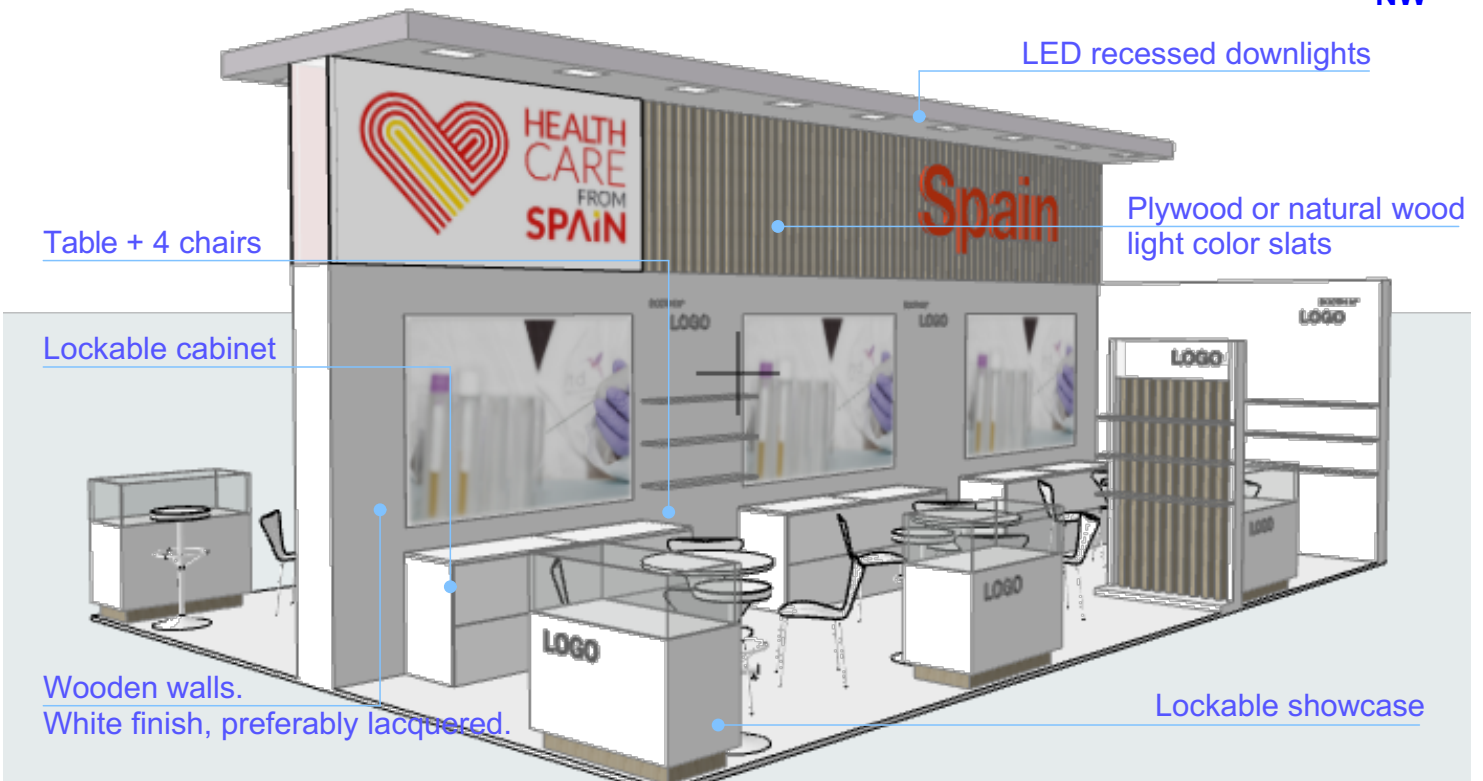 NW
LED recessed downlights
HEALTH
CARE
FROM
SPAIN
Spain
Plywood or natural wood
light color slats
Table + 4 chairs
LOGO
LOGO
LOGO
LOGO
Lockable cabinet
LOGO
LOGO
LOGO
Wooden walls.
White finish, preferably lacquered.
Lockable showcase